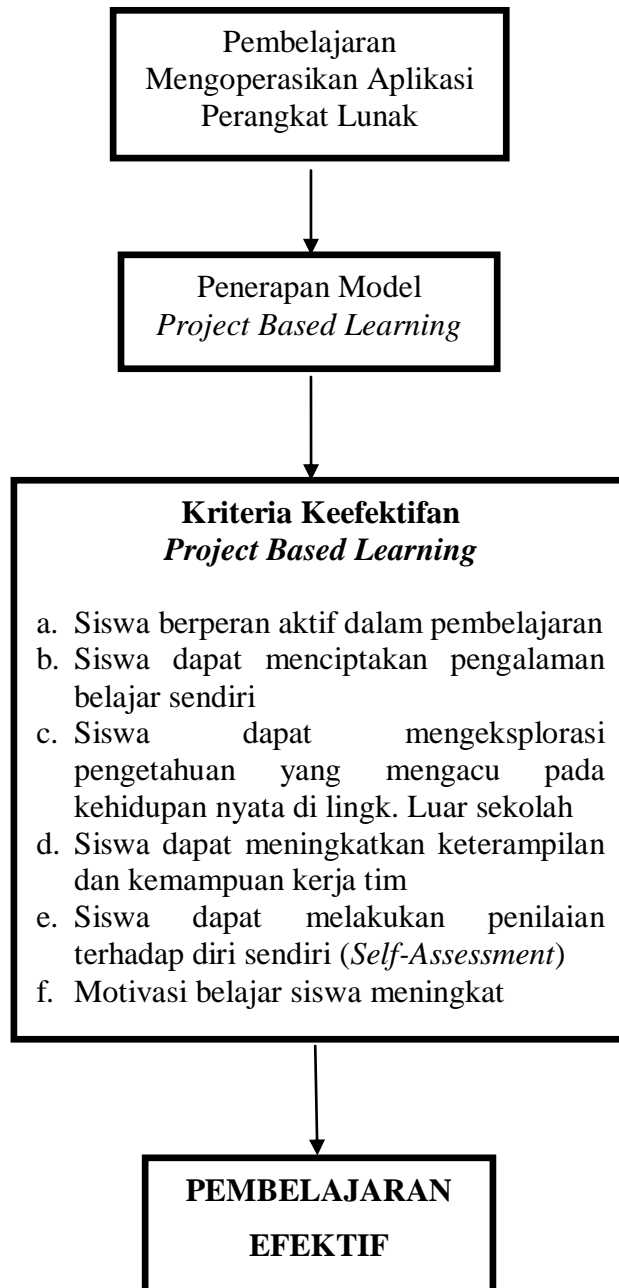 Pembelajaran
Mengoperasikan Aplikasi
Perangkat Lunak
Penerapan Model
Project Based Learning
Kriteria Keefektifan
Project Based Learning
a. Siswa berperan aktif dalam pembelajaran
b. Siswa dapat menciptakan pengalaman
belajar sendiri
c. Siswa dapat mengeksplorasi
pengetahuan yang mengacu pada
kehidupan nyata di lingk. Luar sekolah
d. Siswa dapat meningkatkan keterampilan
dan kemampuan kerja tim
e. Siswa dapat melakukan penilaian
terhadap diri sendiri (Self-Assessment)
f. Motivasi belajar siswa meningkat
PEMBELAJARAN
EFEKTIF